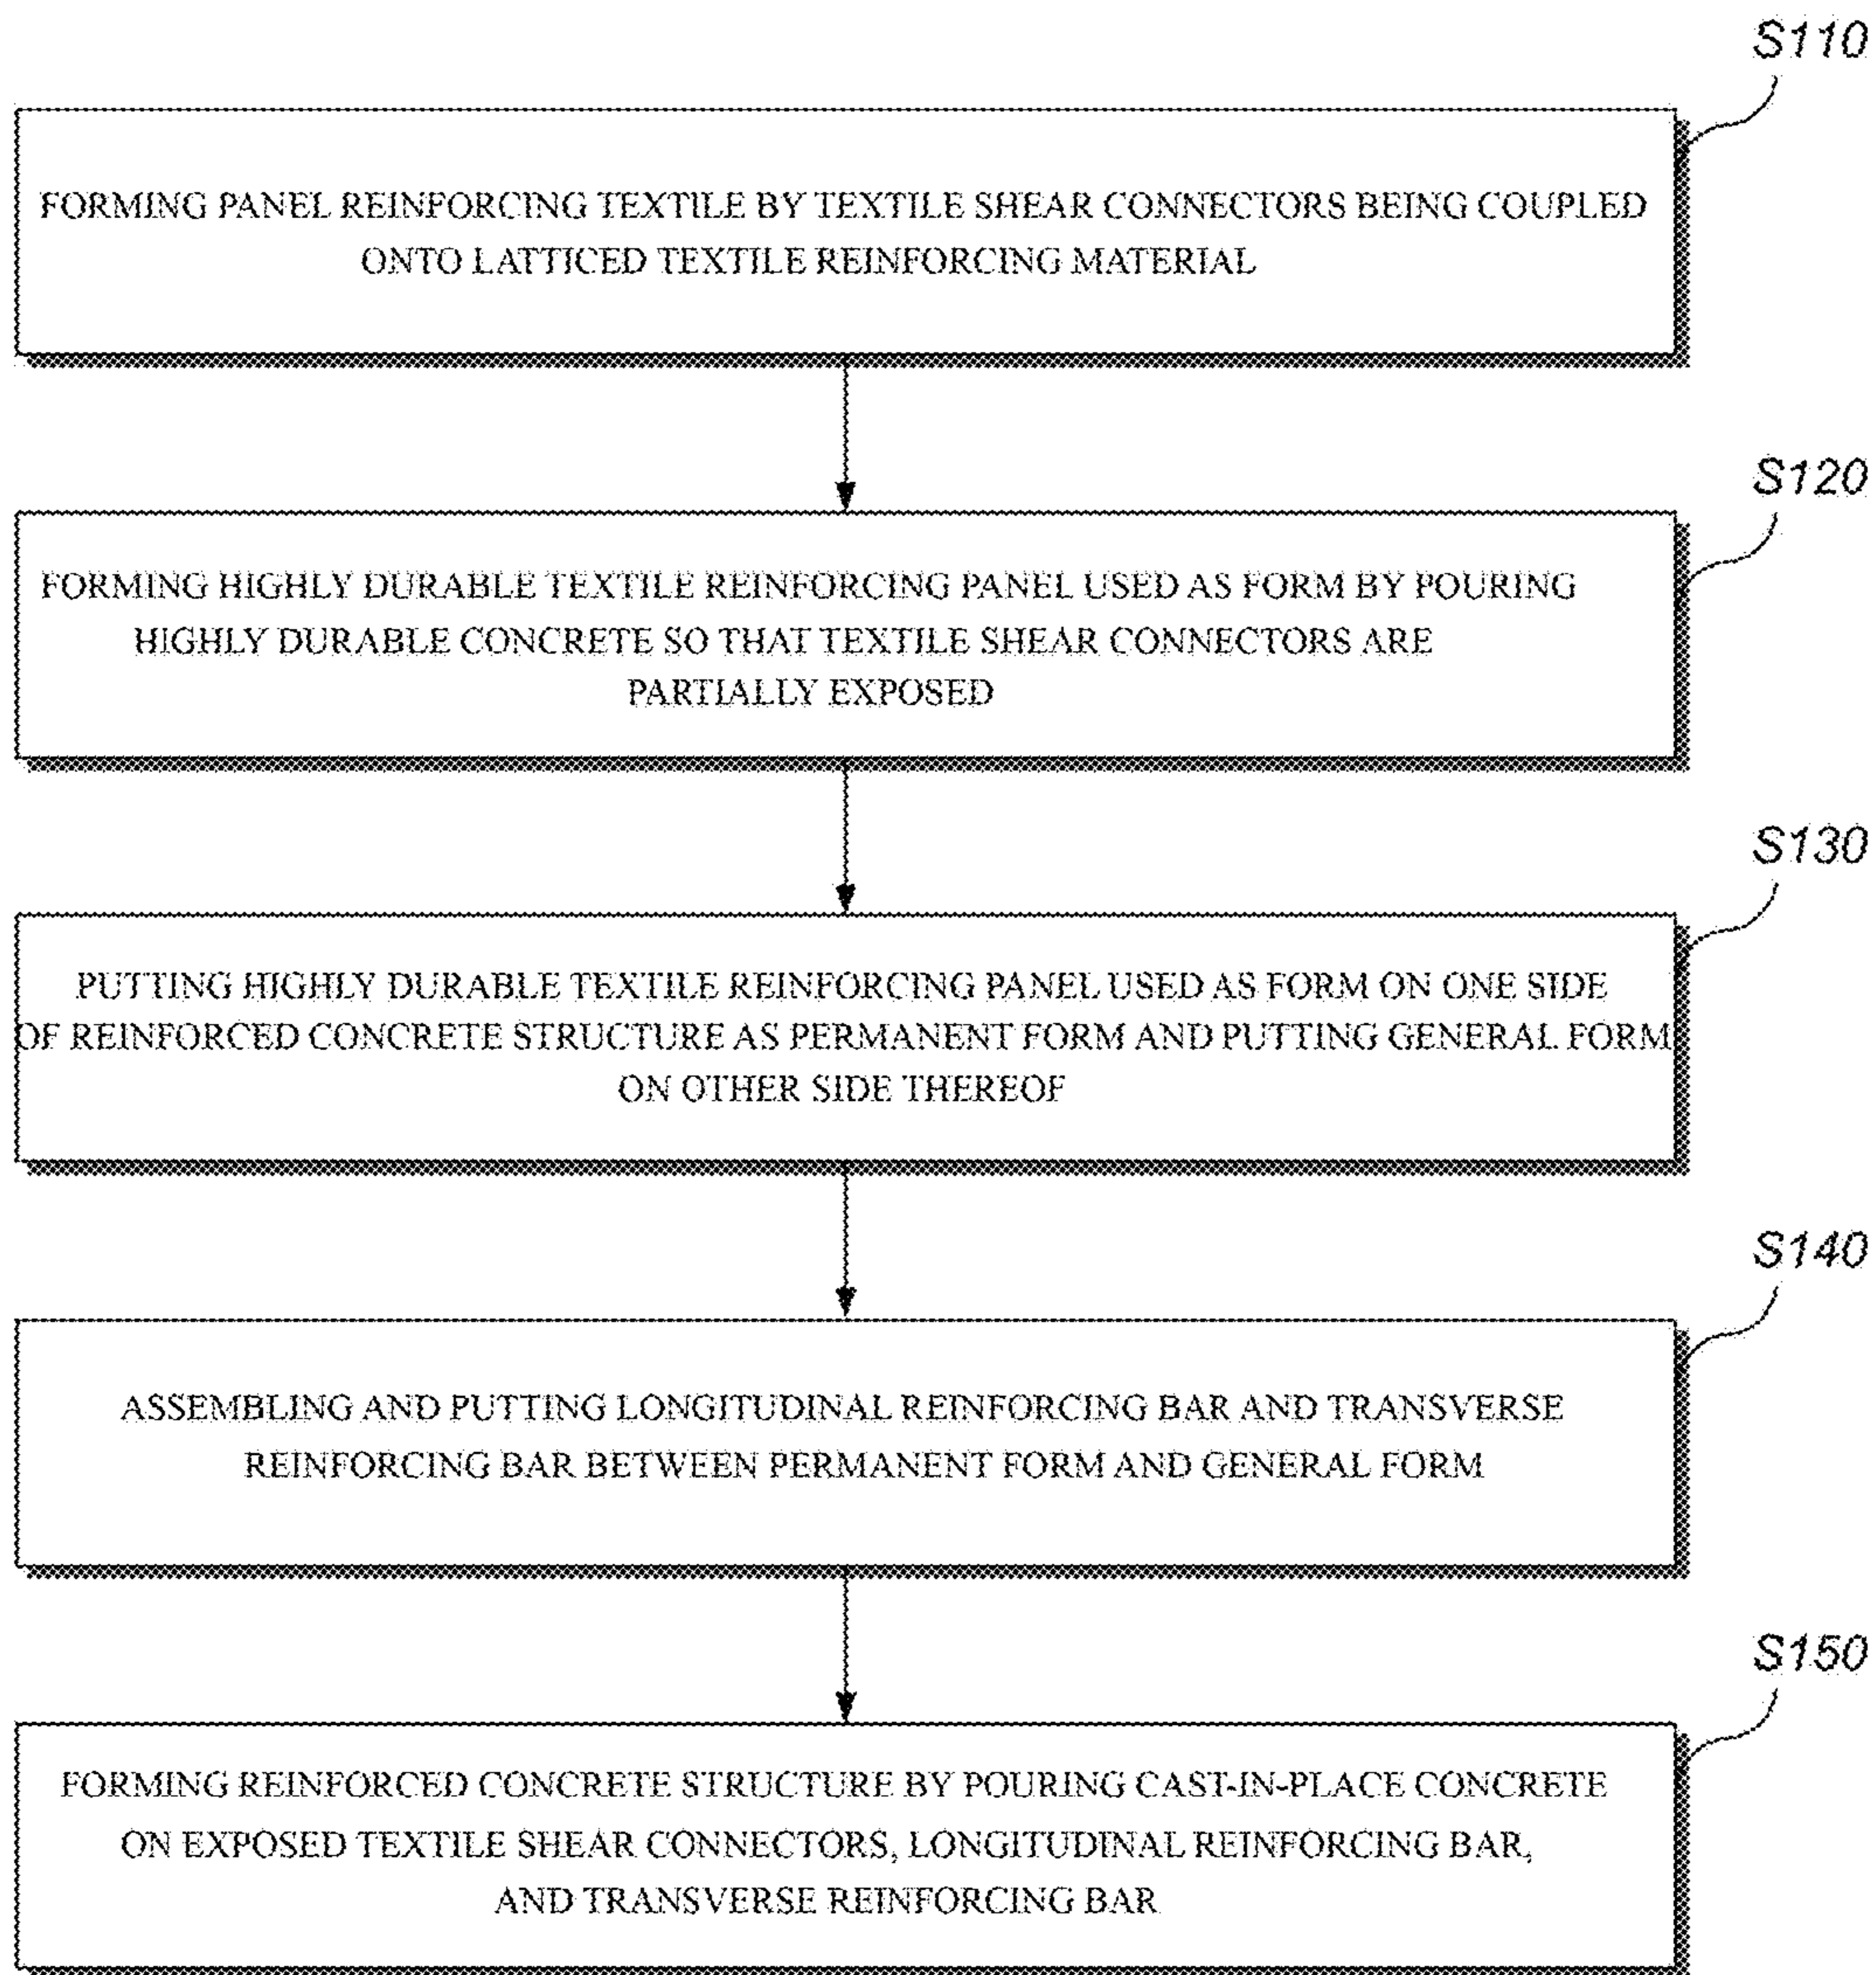 S110
FORMING PANEL REINFORCING TEXTILE BY TEXTILE SHEAR CONNECTORS BEING COUPLED
ONTO LATTICED TEXTILE REINFORCING MATERIAL
S120
FORMING HIGHLY DURABLE TEXTILE REINFORCING PANEL USED AS FORM BY POURING
HIGHLY DURABLE CONCRETE SO THAT TEXTILE SHEAR CONNECTORS ARE
PARTIALLY EXPOSED
S130
PUTTING HIGHLY DURABLE TEXTILE REINFORCING PANEL USED AS FORM ON ONE SIDE
OF REINFORCED CONCRETE STRUCTURE AS PERMANENT FORM AND PUTTING GENERAL FORM
ON OTHER SIDE THEREOF
S140
ASSEMBLING AND PUTTING LONGITUDINAL REINFORCING BAR AND TRANSVERSE
REINFORCING BAR BETWEEN PERMANENT FORM AND GENERAL FORM
S150
FORMING REINFORCED CONCRETE STRUCTURE BY POURING CAST-IN-PLACE CONCRETE
ON EXPOSED TEXTILE SHEAR CONNECTORS, LONGITUDINAL REINFORCING BAR,
AND TRANSVERSE REINFORCING BAR